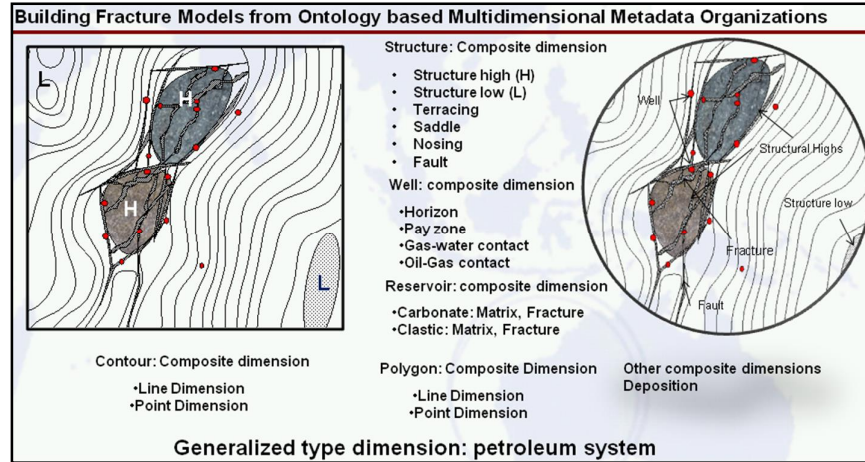 Building Fracture Models from Ontology based Multidimensional Metadata Organizations
L
H
H
L
Contour: Composite dimension
•Line Dimension
•Point Dimension
Structure: Composite dimension
• Structure high (H)
• Structure low (L)
• Terracing
• Saddle
• Nosing
• Fault
Well: composite dimension
•Horizon
•Pay zone
•Gas-water contact
•Oil-Gas contact
Reservoir: composite dimension
•Carbonate: Matrix, Fracture
•Clastic: Matrix, Fracture
Polygon: Composite Dimension
•Line Dimension
•Point Dimension
Well
Structural Highs
Structure low
Fracture
Fault
Other composite dimensions
Deposition
Generalized type dimension: petroleum system